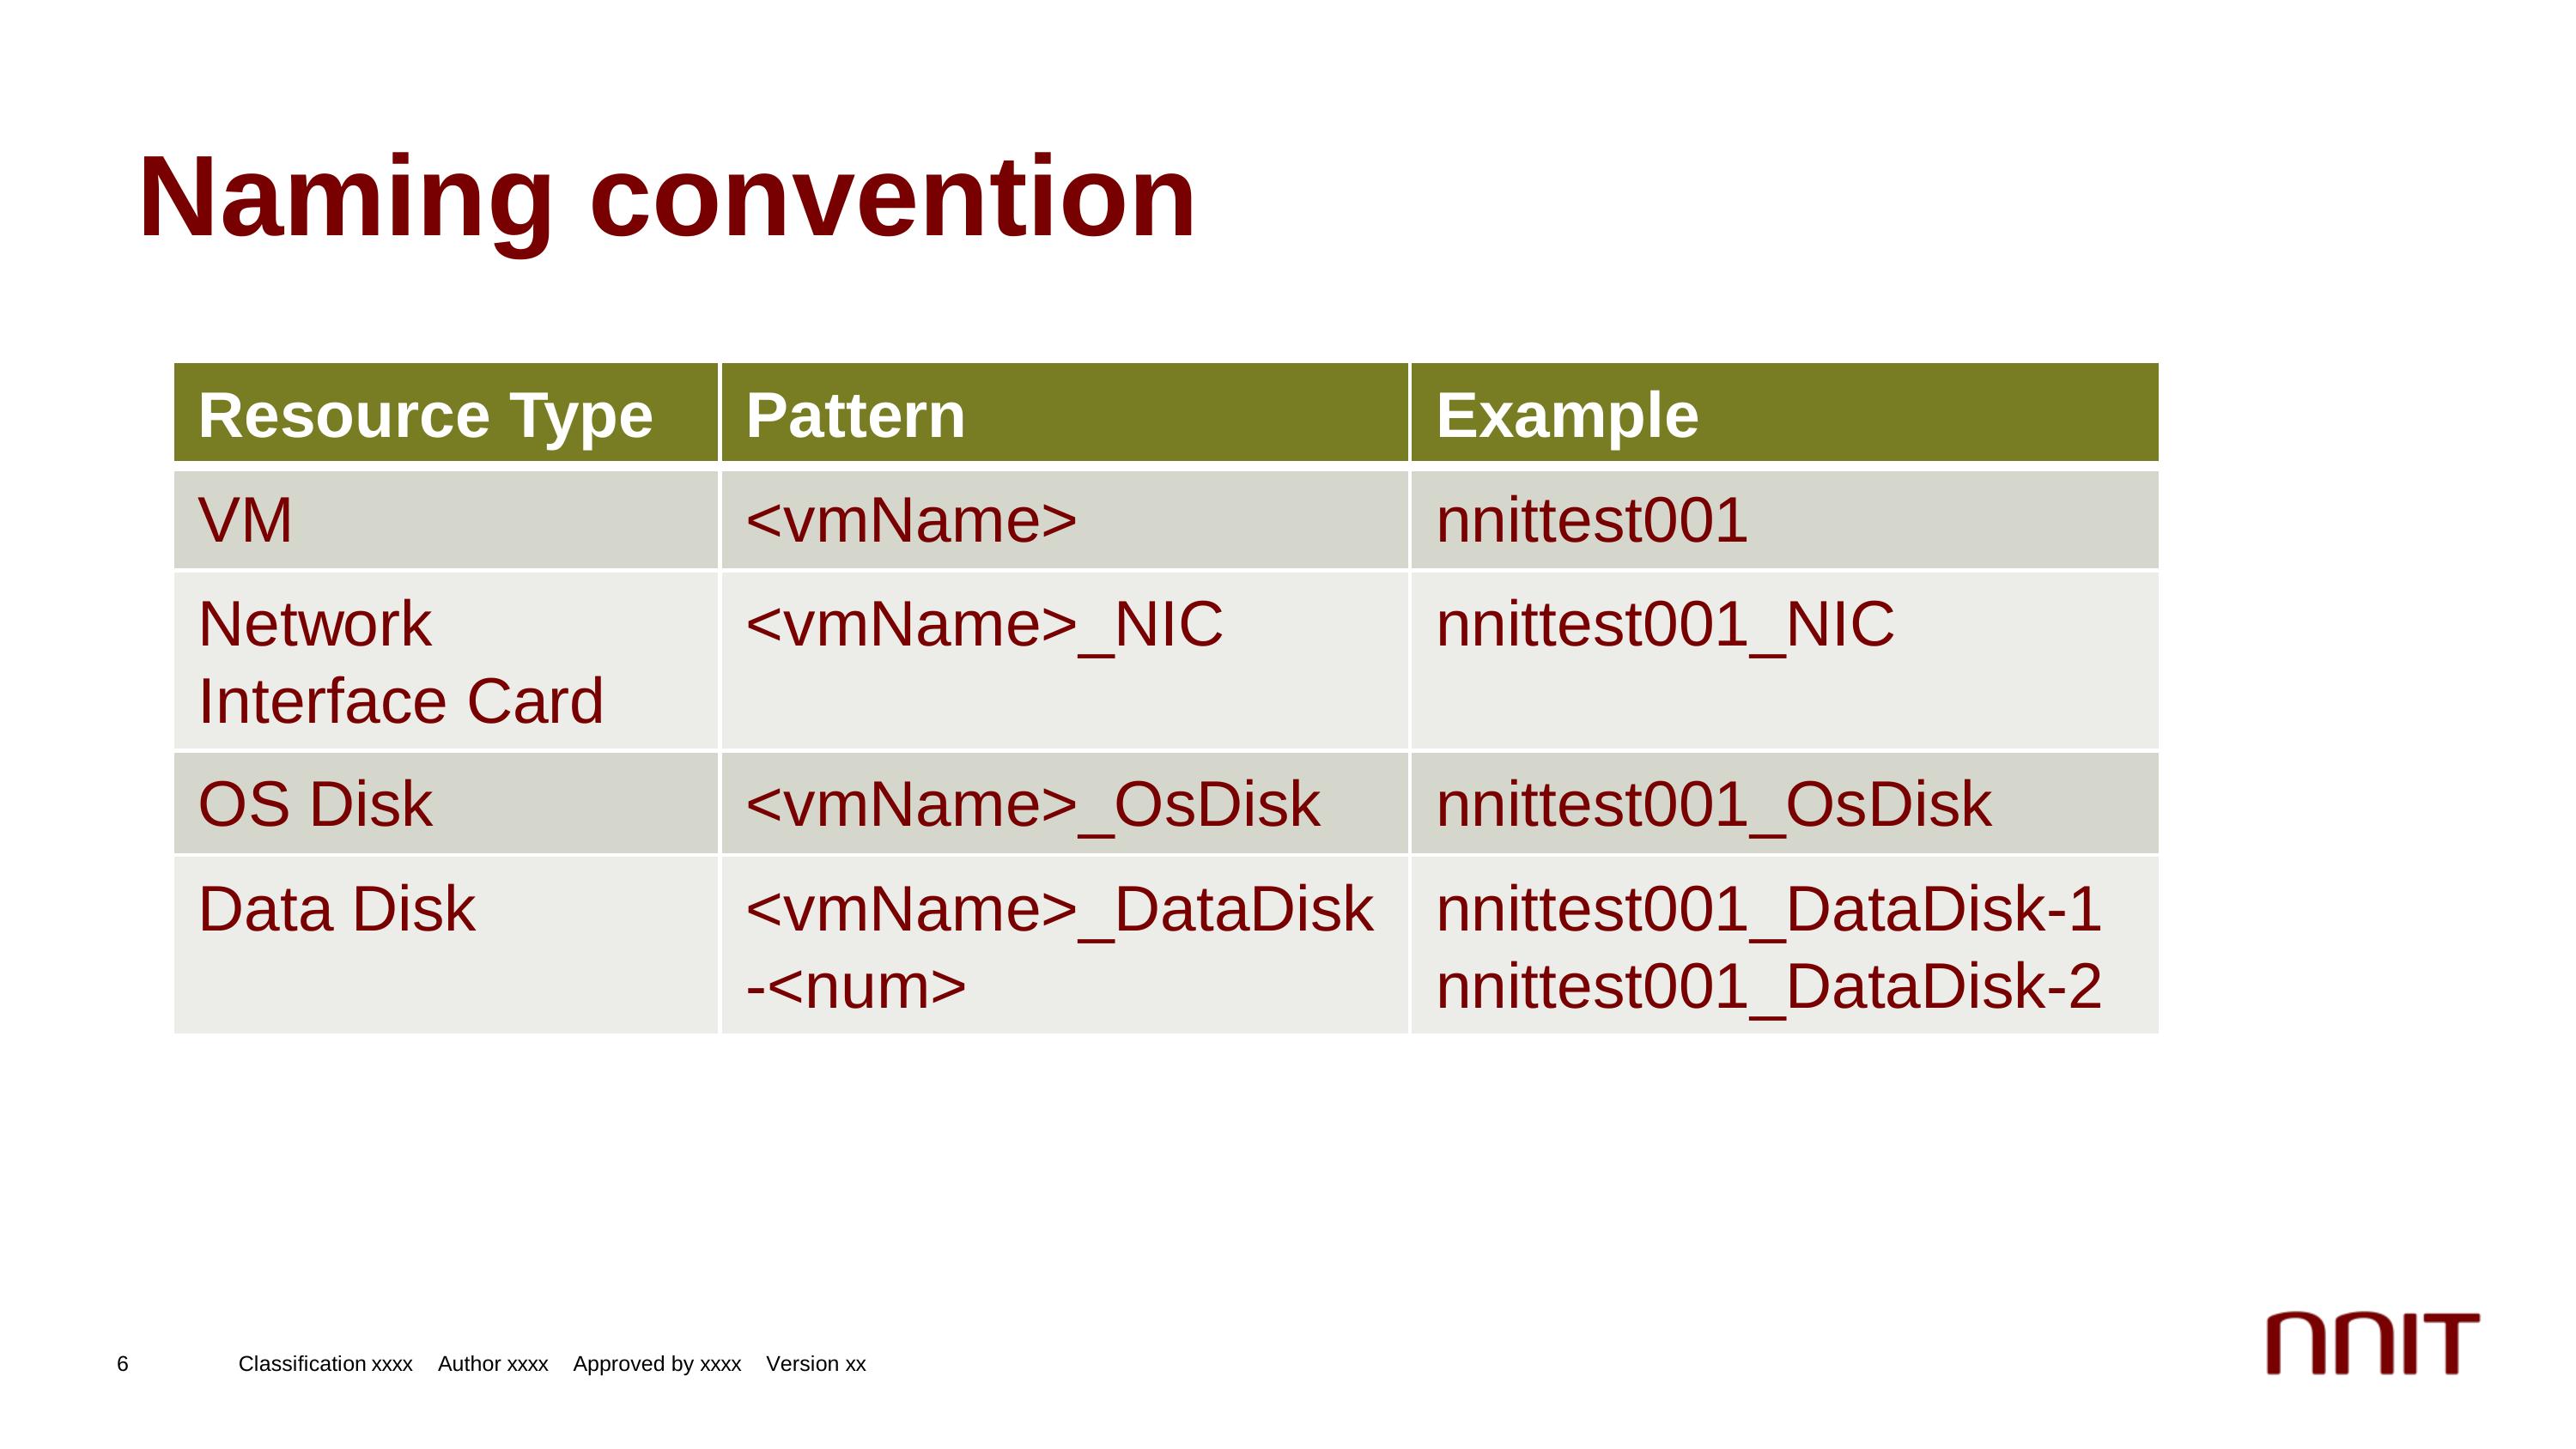 Naming convention
Resource Type Pattern Example
VM <vmName> nnittest001
Network <vmName>_NIC nnittest001_NIC
Interface Card
OS Disk <vmName>_OsDisk nnittest001_OsDisk
Data Disk <vmName>_DataDisk nnittest001_DataDisk-1
-<num> nnittest001_DataDisk-2
6 Classification xxxx Author xxxx Approved by xxxx Version xx
nnIT